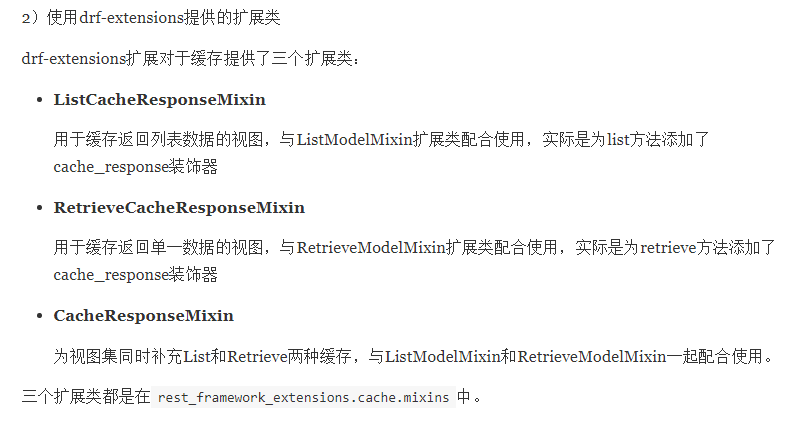 2）使用drf-extensions提供的扩展类
drf-extensions扩展对于缓存提供了三个扩展类：
• ListCacheResponseMixin
用于缓存返回列表数据的视图，与ListModelMixin扩展类配合使用，实际是为list方法添加了
cache_response装饰器
• RetrieveCacheResponseMixin
用于缓存返回单一数据的视图，与RetrieveModelMixin扩展类配合使用，实际是为retrieve方法添加了
cache_response装饰器
• CacheResponseMixin
为视图集同时补充List和Retrieve两种缓存，与ListModelMixin和RetrieveModelMixin一起配合使用。
三个扩展类都是在 rest_framework_extensions.cache.mixins 中。